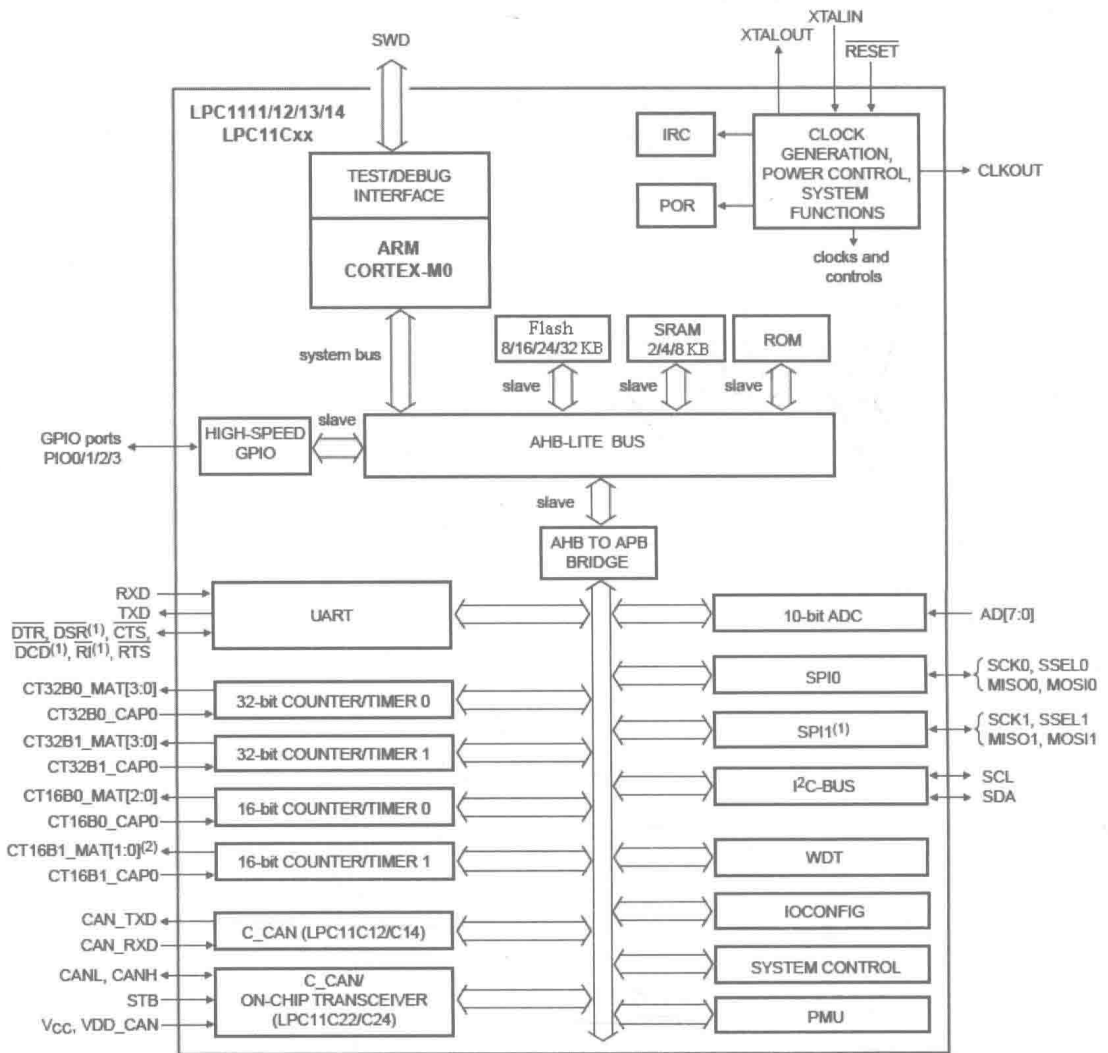 XTALIN
XTALOUT
RESET
SWD
LPC1111/12/13/14
LPC11Cxx
TEST/DEBUG
INTERFACE
ARM
CORTEX-M0
IRC
POR
CLOCK
GENERATION,
POWER CONTROL,
SYSTEM
FUNCTIONS
CLKOUT
clocks and
controls
system bus
Flash
8/16/24/32 KB
SRAM
2/4/8 KB
ROM
slave
slave
slave
GPIO ports
PIO0/1/2/3
HIGH-SPEED
GPIO
slave
AHB-LITE BUS
slave
AHB TO APB
BRIDGE
RXD
TXD
DTR, DSR(1), CTS,
DCD(1), RI(1), RTS
UART
10-bit ADC
AD[7:0]
CT32B0_MAT[3:0]
CT32B0_CAP0
32-bit COUNTER/TIMER 0
SPI0
SCK0, SSEL0
MISO0, MOSI0
CT32B1_MAT[3:0]
CT32B1_CAP0
32-bit COUNTER/TIMER 1
SPI1(1)
SCK1, SSEL1
MISO1, MOSI1
CT16B0_MAT[2:0]
CT16B0_CAP0
16-bit COUNTER/TIMER 0
I2C-BUS
SCL
SDA
CT16B1_MAT[1:0](2)
CT16B1_CAP0
16-bit COUNTER/TIMER 1
WDT
IOCONFIG
CAN_TXD
CAN_RXD
C_CAN (LPC11C12/C14)
SYSTEM CONTROL
CANL, CANH
STB
VCC, VDD_CAN
C_CAN/
ON-CHIP TRANSCEIVER
(LPC11C22/C24)
PMU